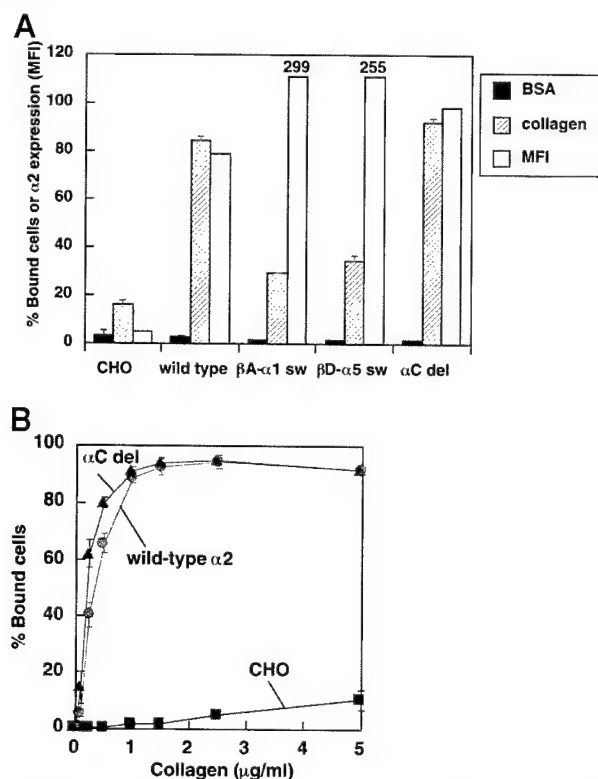 A
% Bound cells or α2 expression (MFI)
120
100
80
60
40
20
0
299
255
CHO
wild type
βA-α1 sw
βD-α5 sw
αC del
BSA
collagen
MFI
B
% Bound cells
100
80
60
40
20
0
αC del
wild-type α2
CHO
0
1
2
3
4
5
Collagen (μg/ml)